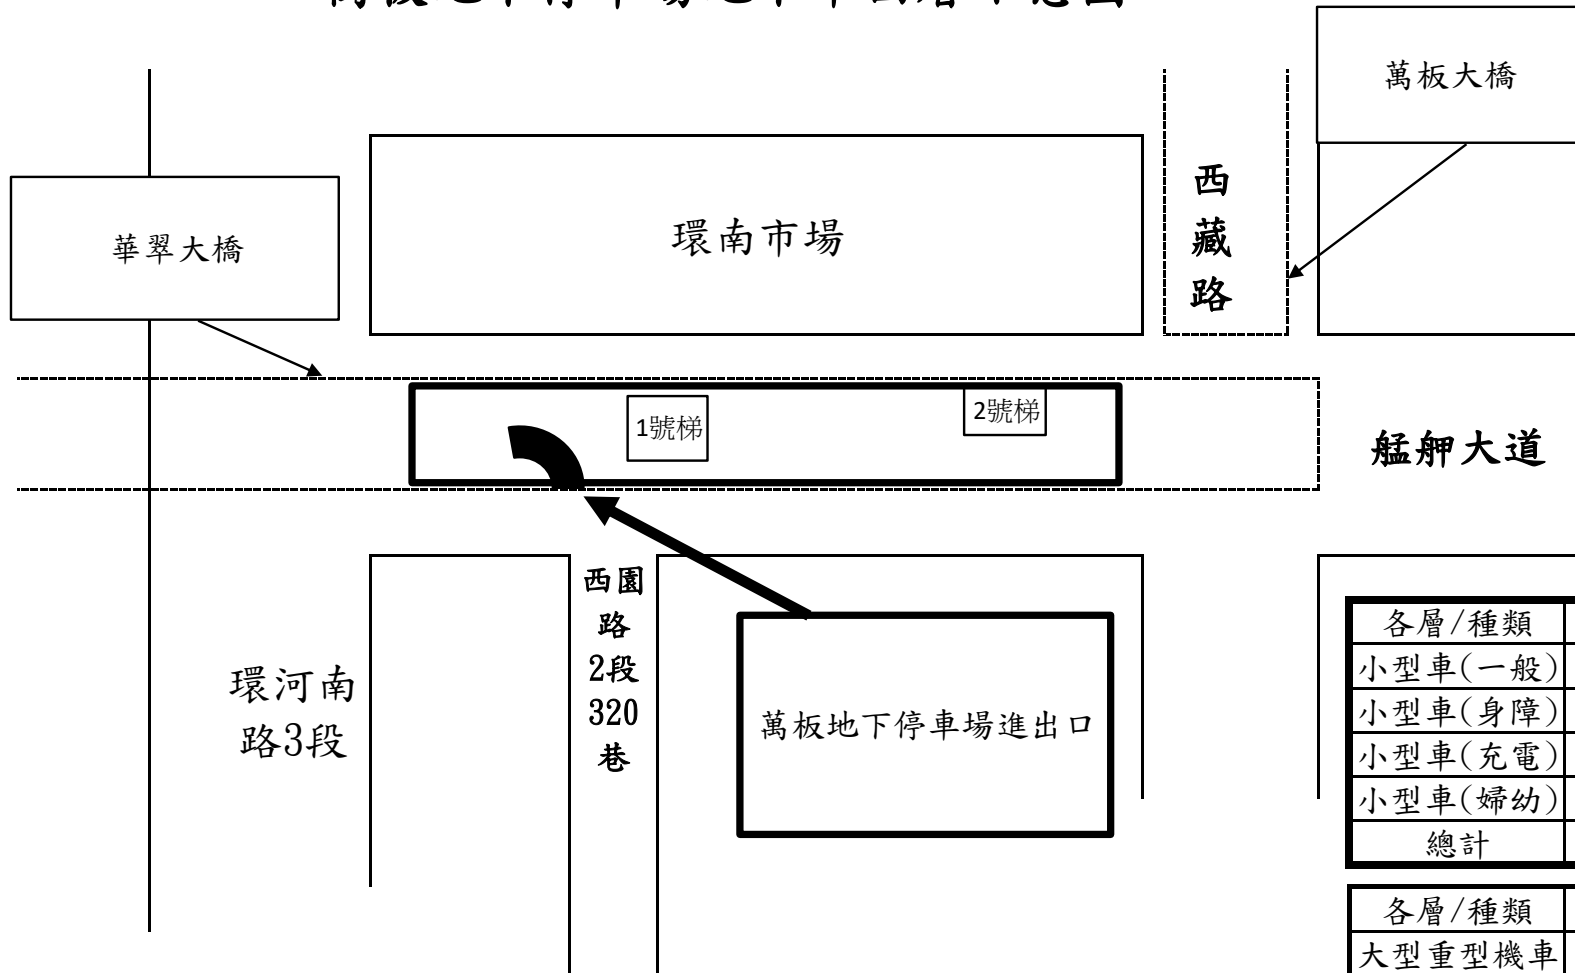 萬板大橋
西
藏
路
華翠大橋
環南市場
1號梯
2號梯
艋舺大道
西園
路
2段
320
巷
環河南
路3段
萬板地下停車場進出口
各層/種類
小型車(一般)
小型車(身障)
小型車(充電)
小型車(婦幼)
總計
各層/種類
大型重型機車